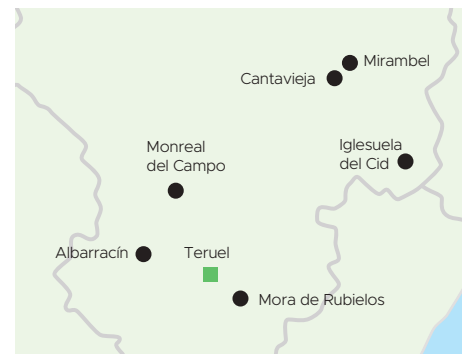 Mirambel
Cantavieja
Iglesuela
del Cid
Monreal
del Campo
Albarracín
Teruel
Mora de Rubielos